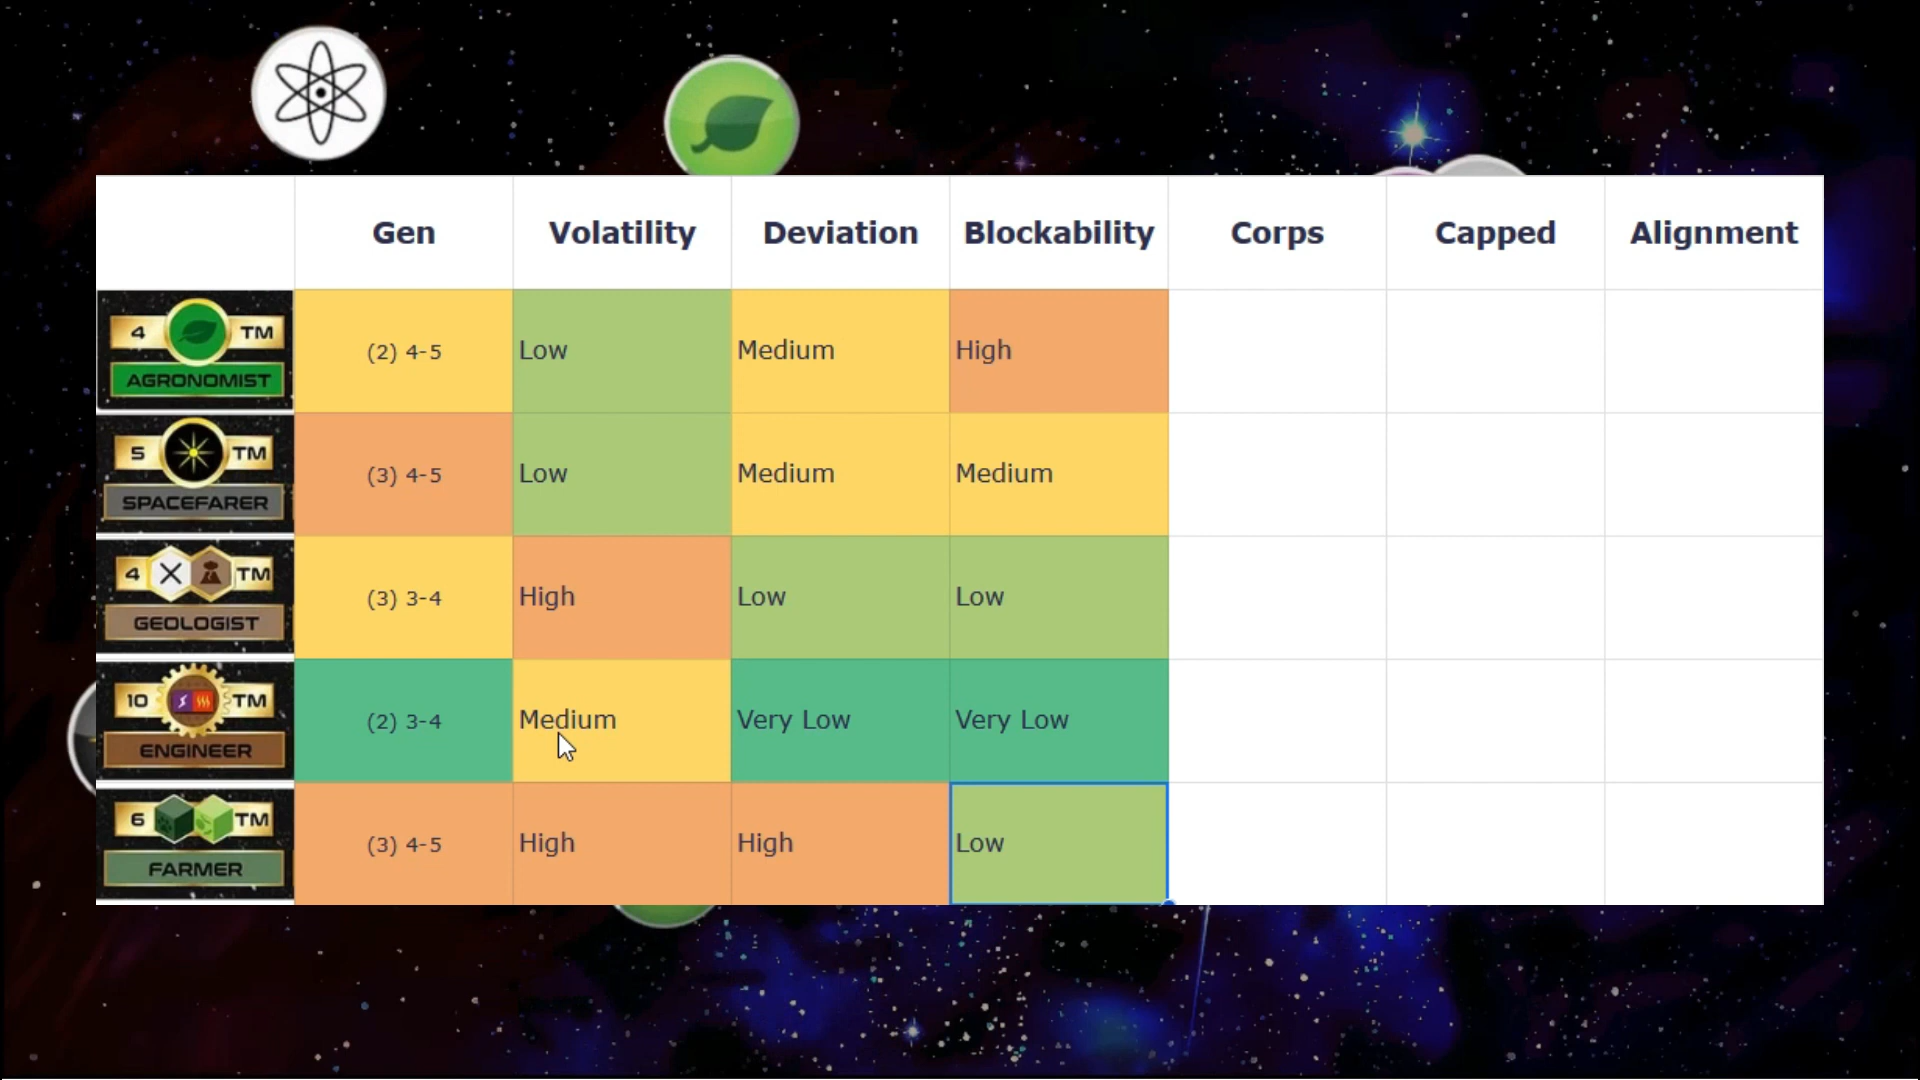 Gen Volatility Deviation Blockability Corps Capped Alignment
4 TM
AGRONOMIST
(2) 4-5 Low Medium High
5 TM
SPACEFARER
(3) 4-5 Low Medium Medium
4 TM
GEOLOGIST
(3) 3-4 High Low Low
10 TM
ENGINEER
(2) 3-4 Medium Very Low Very Low
6 TM
FARMER
(3) 4-5 High High Low